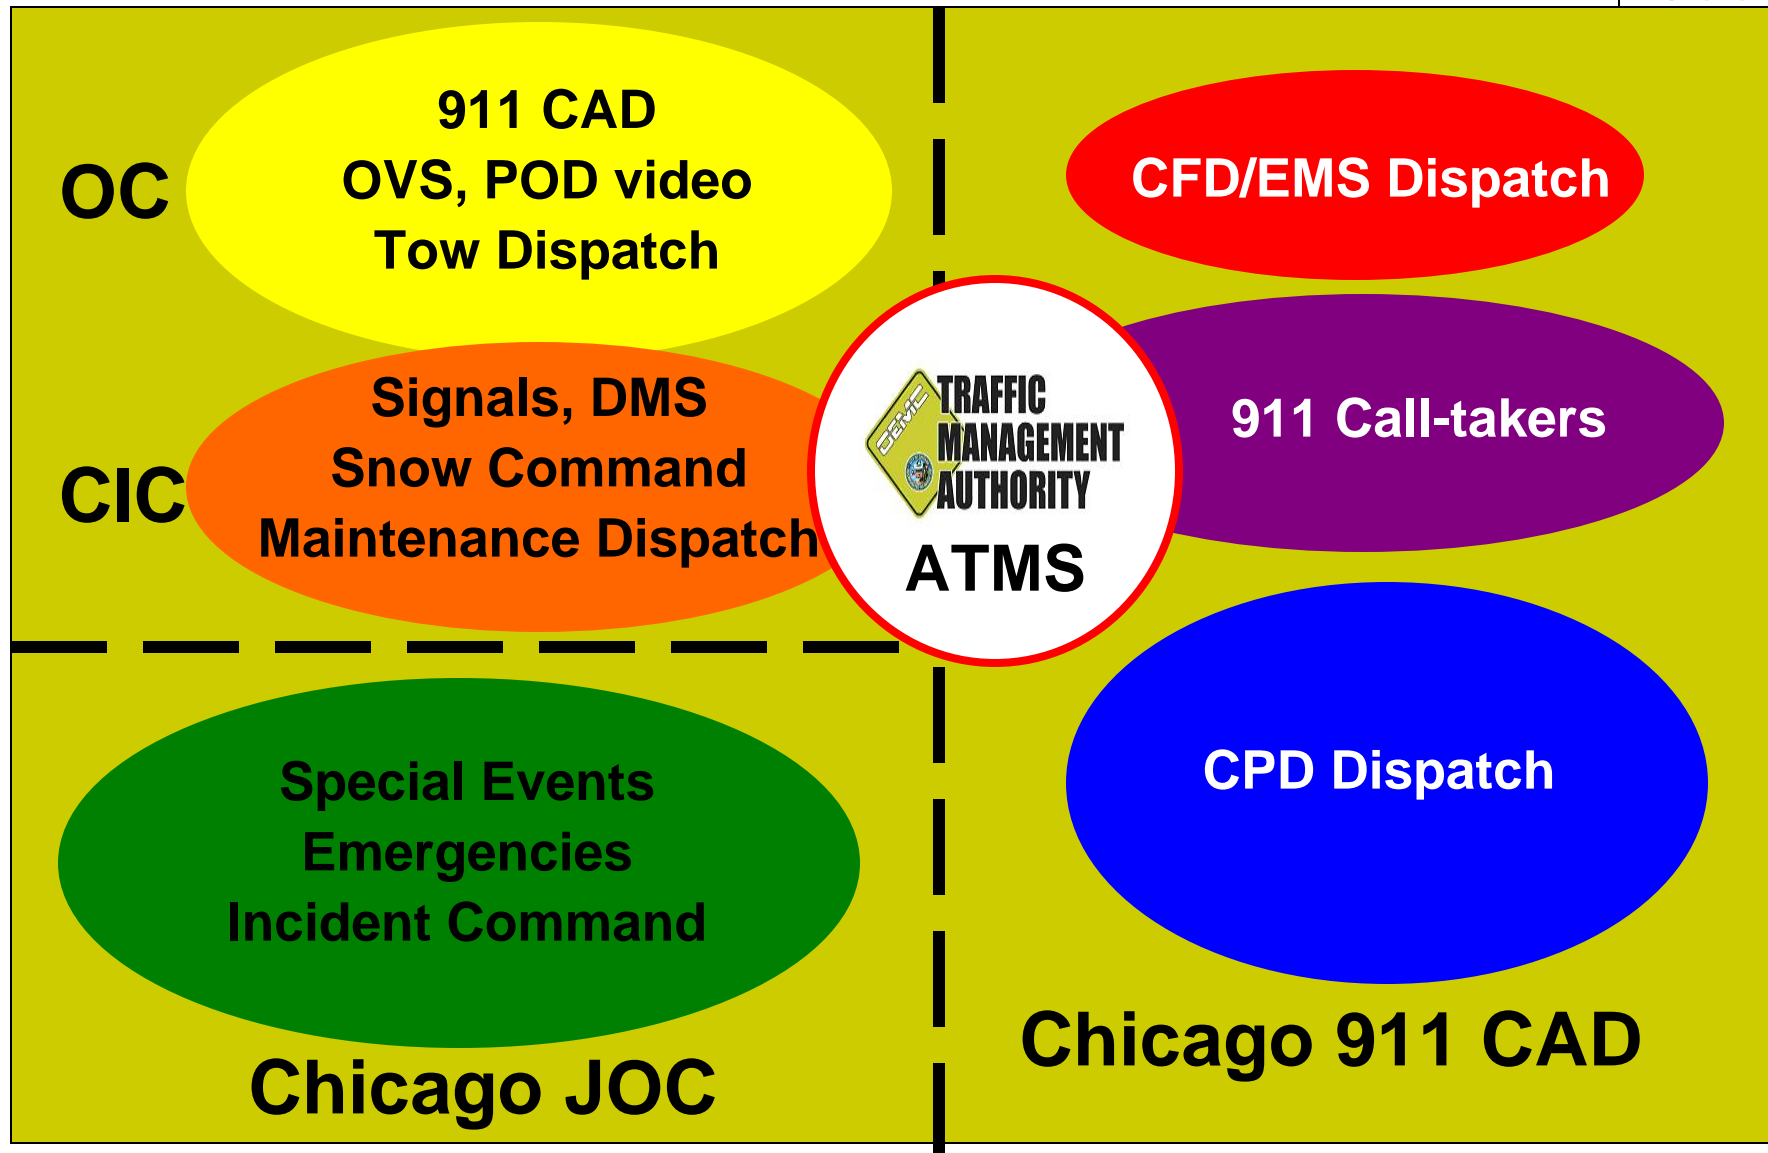 OC
911 CAD
OVS, POD video
Tow Dispatch
CIC
Signals, DMS
Snow Command
Maintenance Dispatch
OEMC
TRAFFIC
MANAGEMENT
AUTHORITY
ATMS
CFD/EMS Dispatch
911 Call-takers
CPD Dispatch
Special Events
Emergencies
Incident Command
Chicago JOC
Chicago 911 CAD